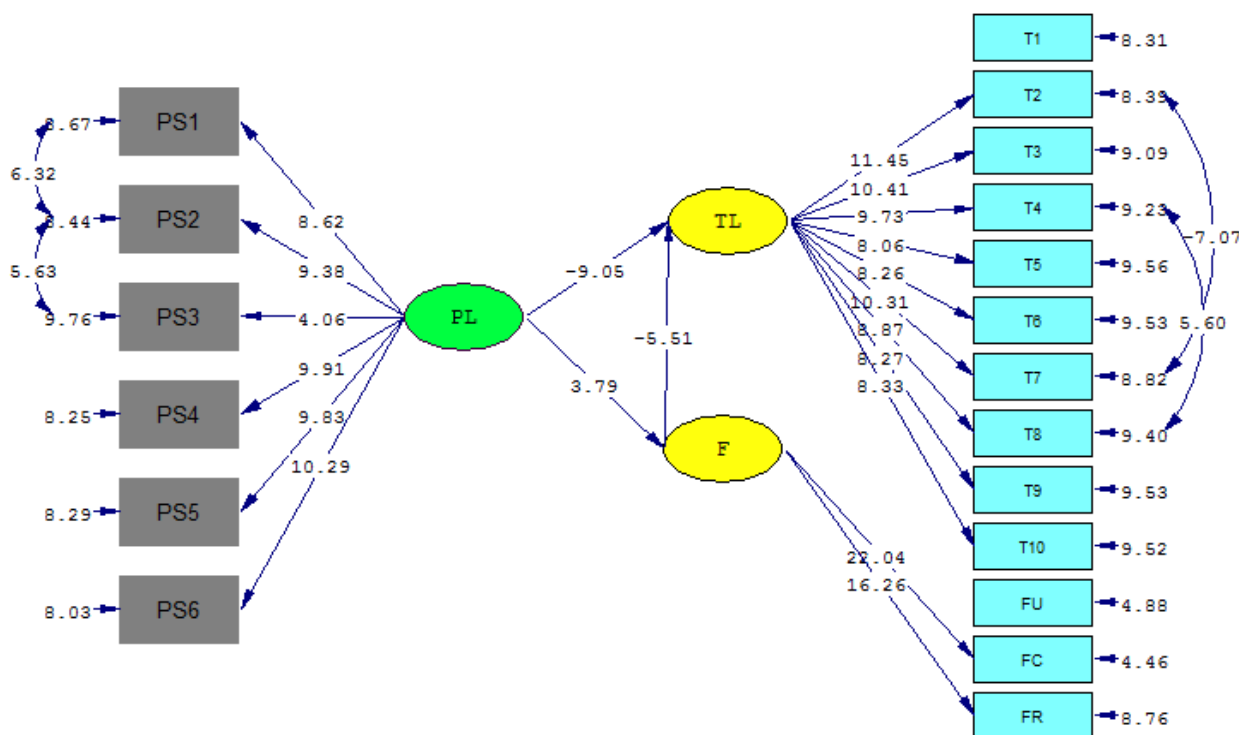 8.67
6.32
8.44
5.63
9.76
8.25
8.29
8.03
PS1
PS2
PS3
PS4
PS5
PS6
8.62
9.38
4.06
9.91
9.83
10.29
PL
-9.05
3.79
TL
-5.51
F
11.45
10.41
9.73
8.06
8.26
10.31
8.87
8.27
8.33
22.04
16.26
T1 8.31
T2 8.39
T3 9.09
T4 9.23
T5 9.56
T6 9.53
T7 8.82
T8 9.40
T9 9.53
T10 9.52
FU 4.88
FC 4.46
FR 8.76
-7.07
5.60